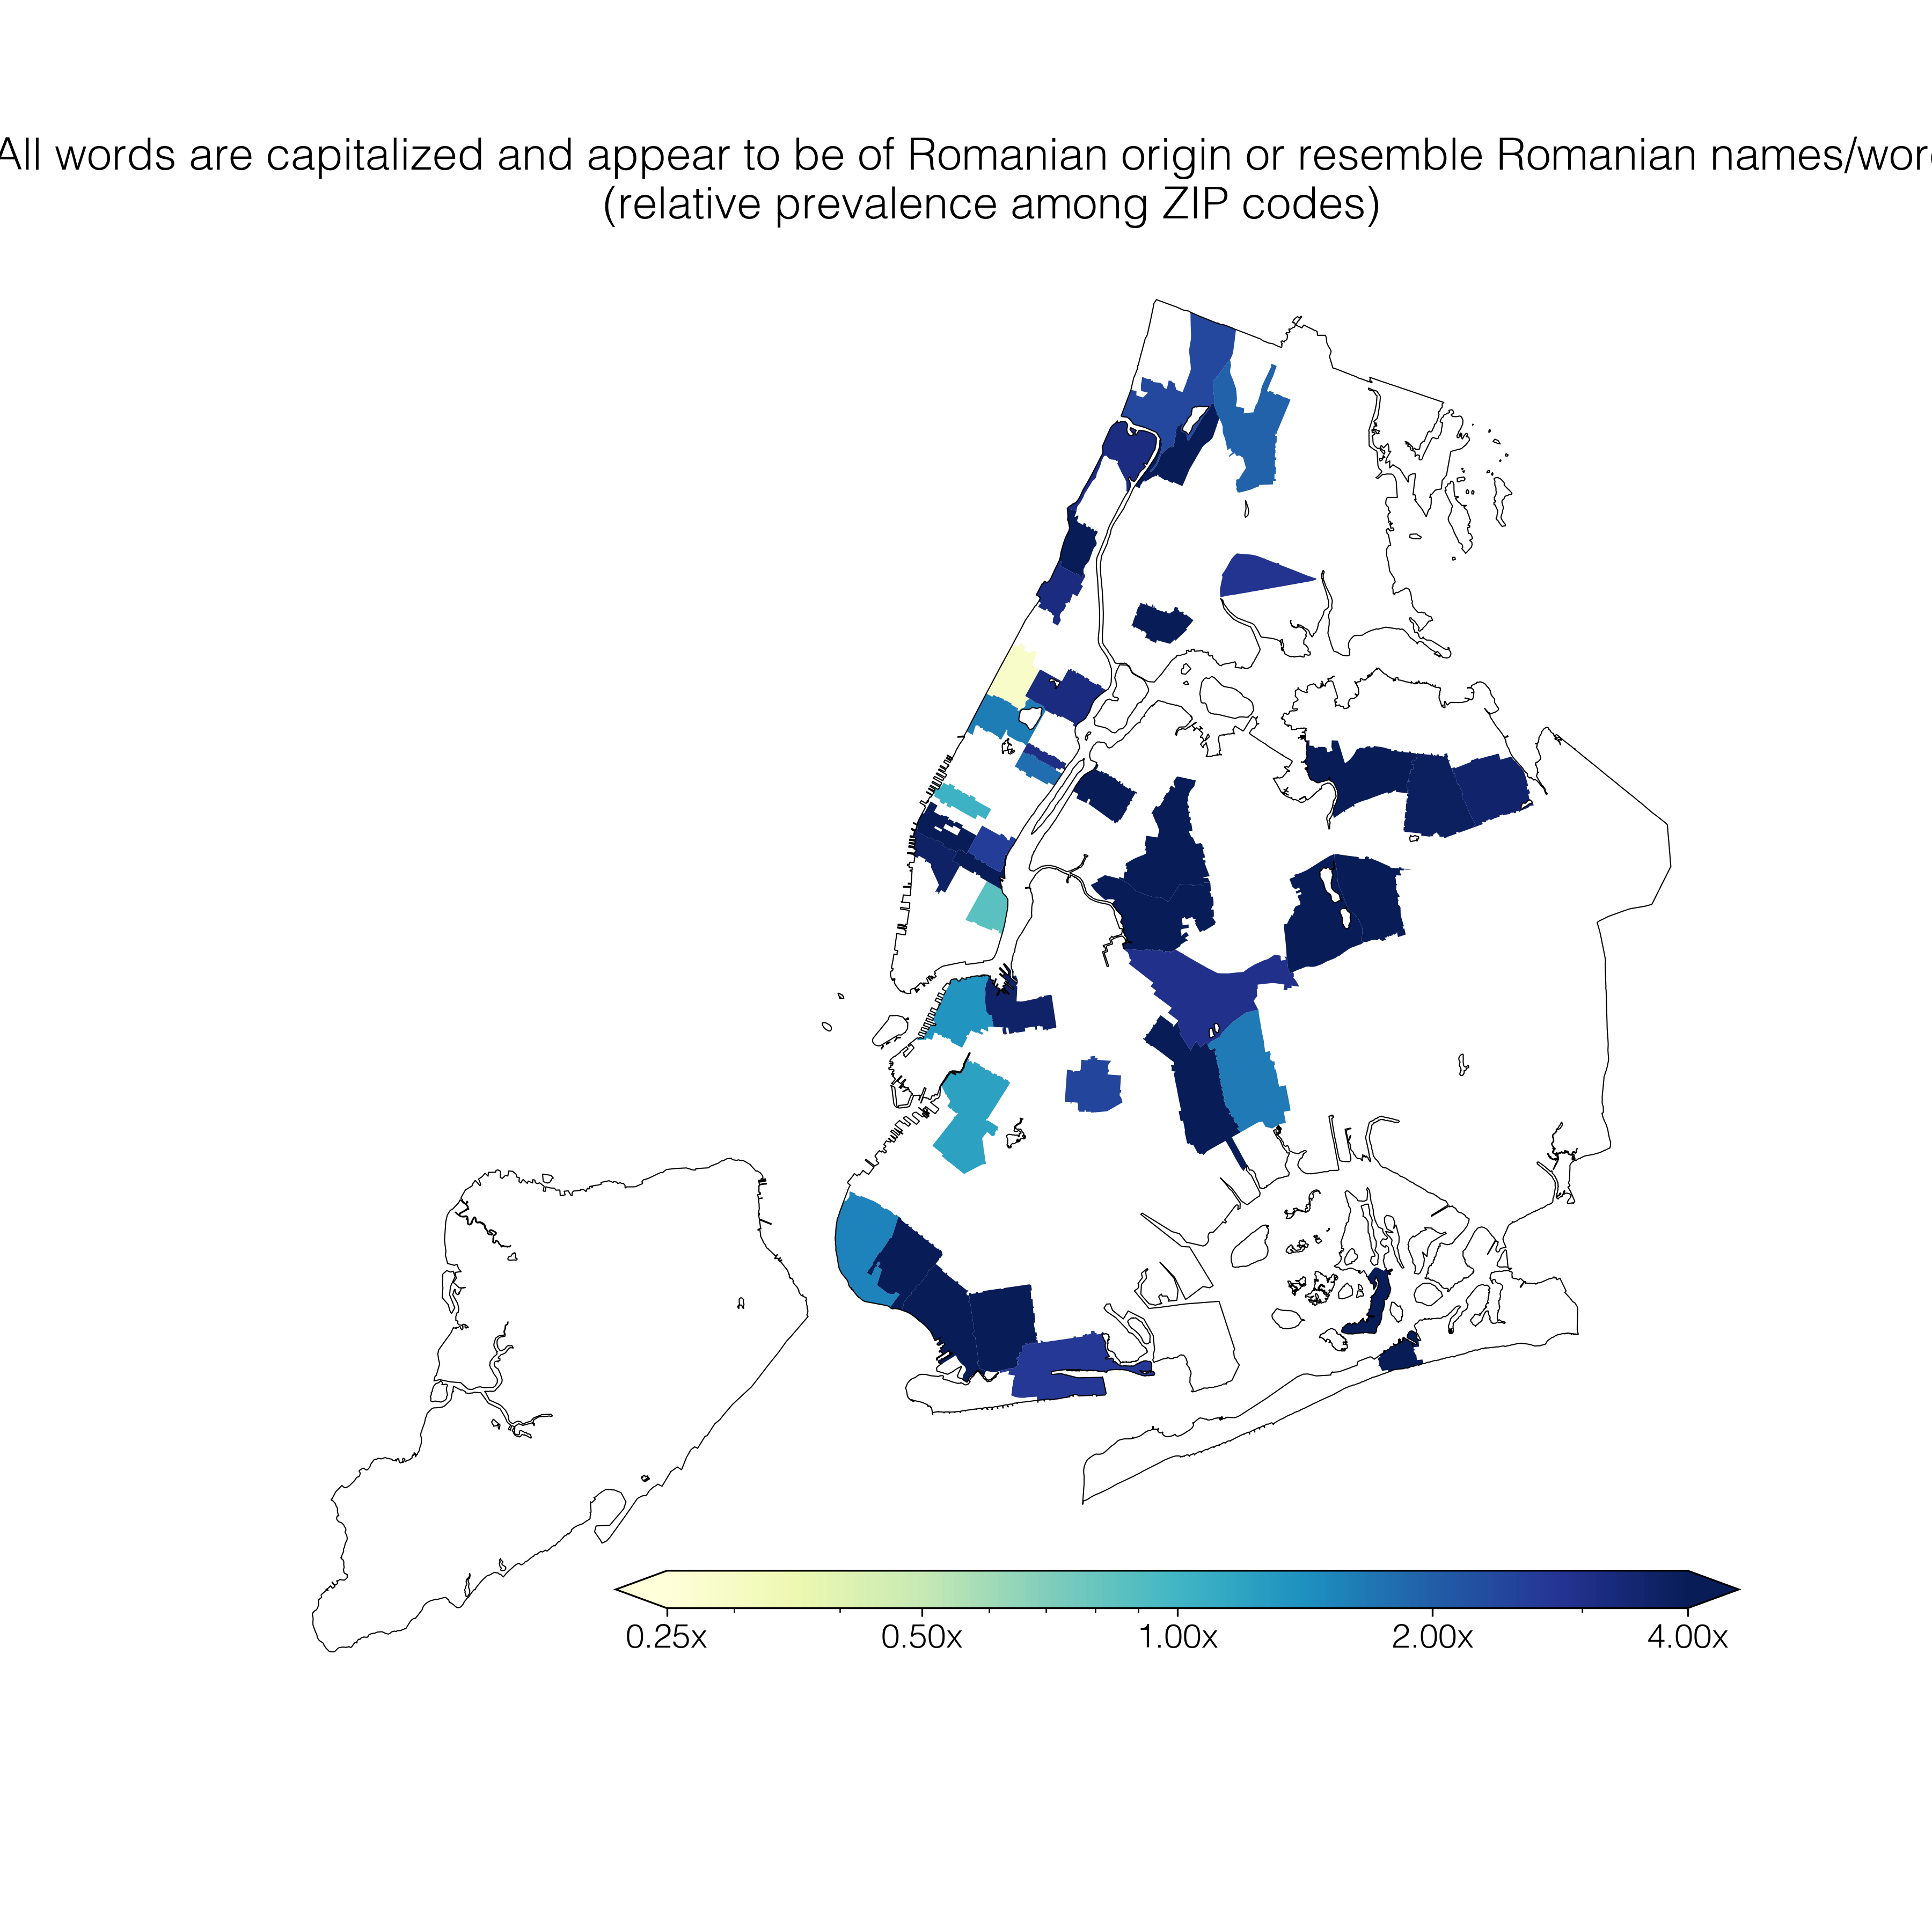 All words are capitalized and appear to be of Romanian origin or resemble Romanian names/wor
(relative prevalence among ZIP codes)
0.25x 0.50x 1.00x 2.00x 4.00x